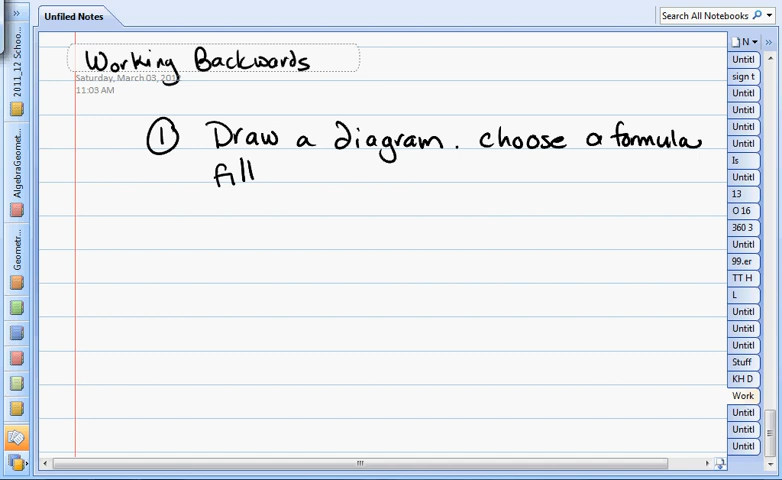 Unfiled Notes
Search All Notebooks
2011_12 Schoo...
AlgebraGeomet...
Geometr...
Working Backwards
Saturday, March 03, 201
11:03 AM
① Draw a diagram. choose a formula
fill
N
Untitl
sign t
Untitl
Untitl
Untitl
Untitl
Is
Untitl
13
O 16
360 3
Untitl
99.er
TT H
L
Untitl
Untitl
Untitl
Stuff
KH D
Work
Untitl
Untitl
Untitl